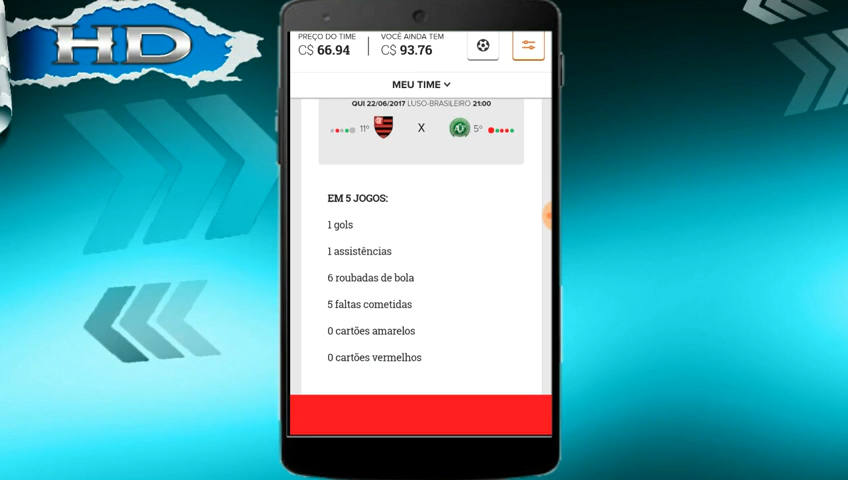 HD
PREÇO DO TIME
C$ 66.94
VOCÊ AINDA TEM
C$ 93.76
MEU TIME
QUI 22/06/2017 LUSO-BRASILEIRO 21:00
11º X 5º
EM 5 JOGOS:
1 gols
1 assistências
6 roubadas de bola
5 faltas cometidas
0 cartões amarelos
0 cartões vermelhos